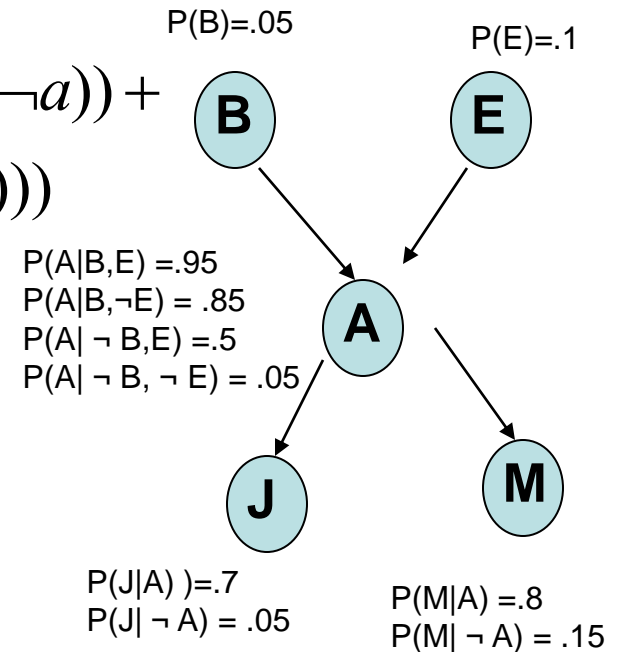 P(B)=.05
P(E)=.1
¬a)) +
)))
B
E
P(A|B,E) =.95
P(A|B,¬E) = .85
P(A| ¬ B,E) =.5
P(A| ¬ B, ¬ E) = .05
A
J
M
P(J|A) )=.7
P(J| ¬ A) = .05
P(M|A) =.8
P(M| ¬ A) = .15